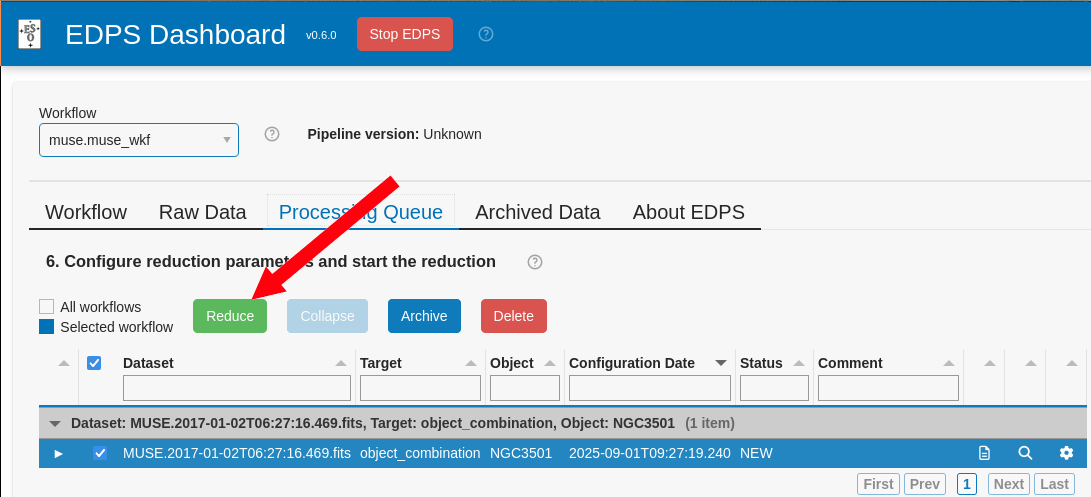 ES
O
EDPS Dashboard v0.6.0 Stop EDPS ?
Workflow
muse.muse_wkf ? Pipeline version: Unknown
Workflow Raw Data Processing Queue Archived Data About EDPS
6. Configure reduction parameters and start the reduction ?
All workflows
Selected workflow
Reduce Collapse Archive Delete
Dataset Target Object Configuration Date Status Comment
Dataset: MUSE.2017-01-02T06:27:16.469.fits, Target: object_combination, Object: NGC3501 (1 item)
MUSE.2017-01-02T06:27:16.469.fits object_combination NGC3501 2025-09-01T09:27:19.240 NEW
First Prev 1 Next Last